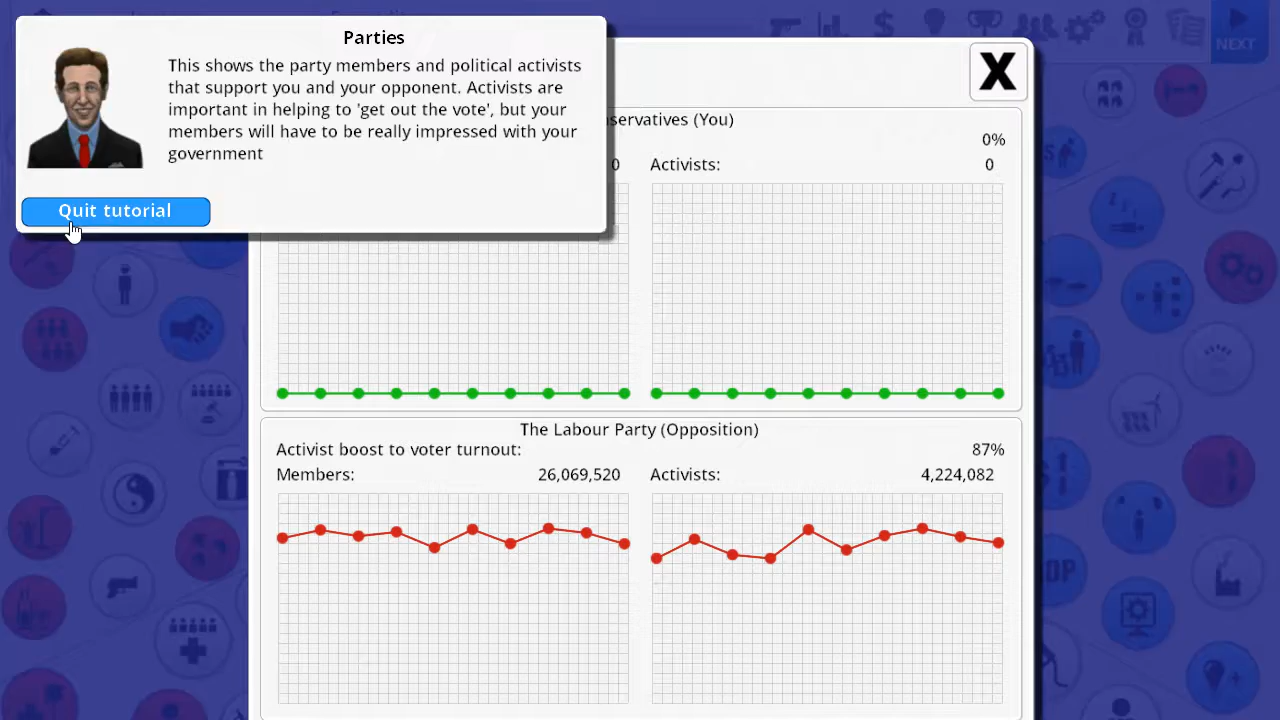 Parties
This shows the party members and political activists
that support you and your opponent. Activists are
important in helping to 'get out the vote', but your
members will have to be really impressed with your
government
Quit tutorial
NEXT
X
servatives (You)
0%
0
Activists: 0
The Labour Party (Opposition)
Activist boost to voter turnout: 87%
Members: 26,069,520
Activists: 4,224,082